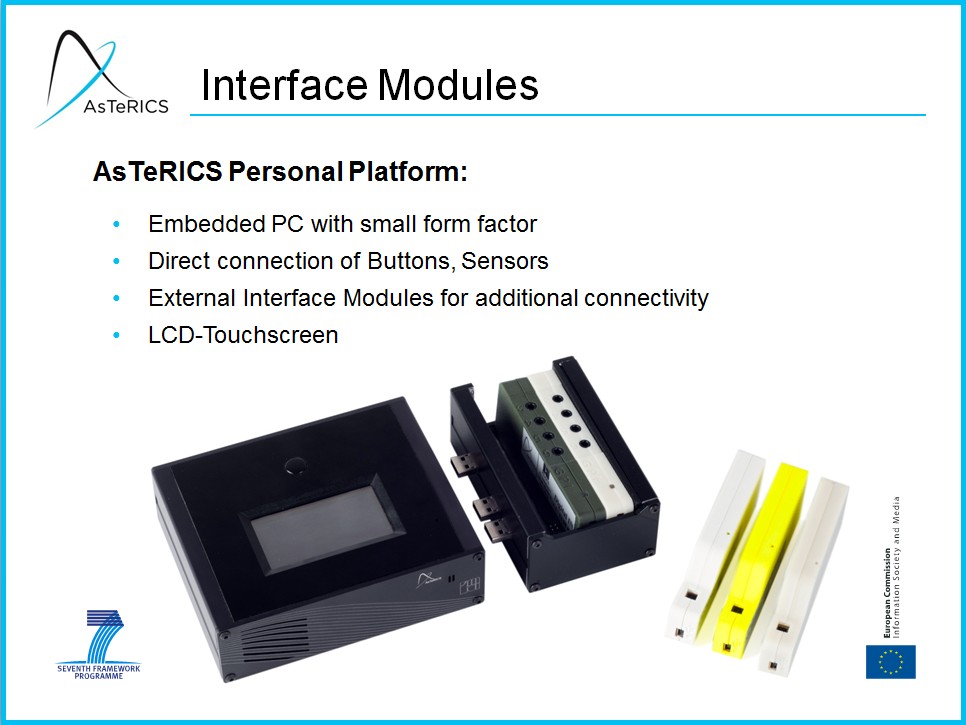 AsTeRICS
Interface Modules
AsTeRICS Personal Platform:
• Embedded PC with small form factor
• Direct connection of Buttons, Sensors
• External Interface Modules for additional connectivity
• LCD-Touchscreen
SEVENTH FRAMEWORK
PROGRAMME
European Commission
Information Society and Media